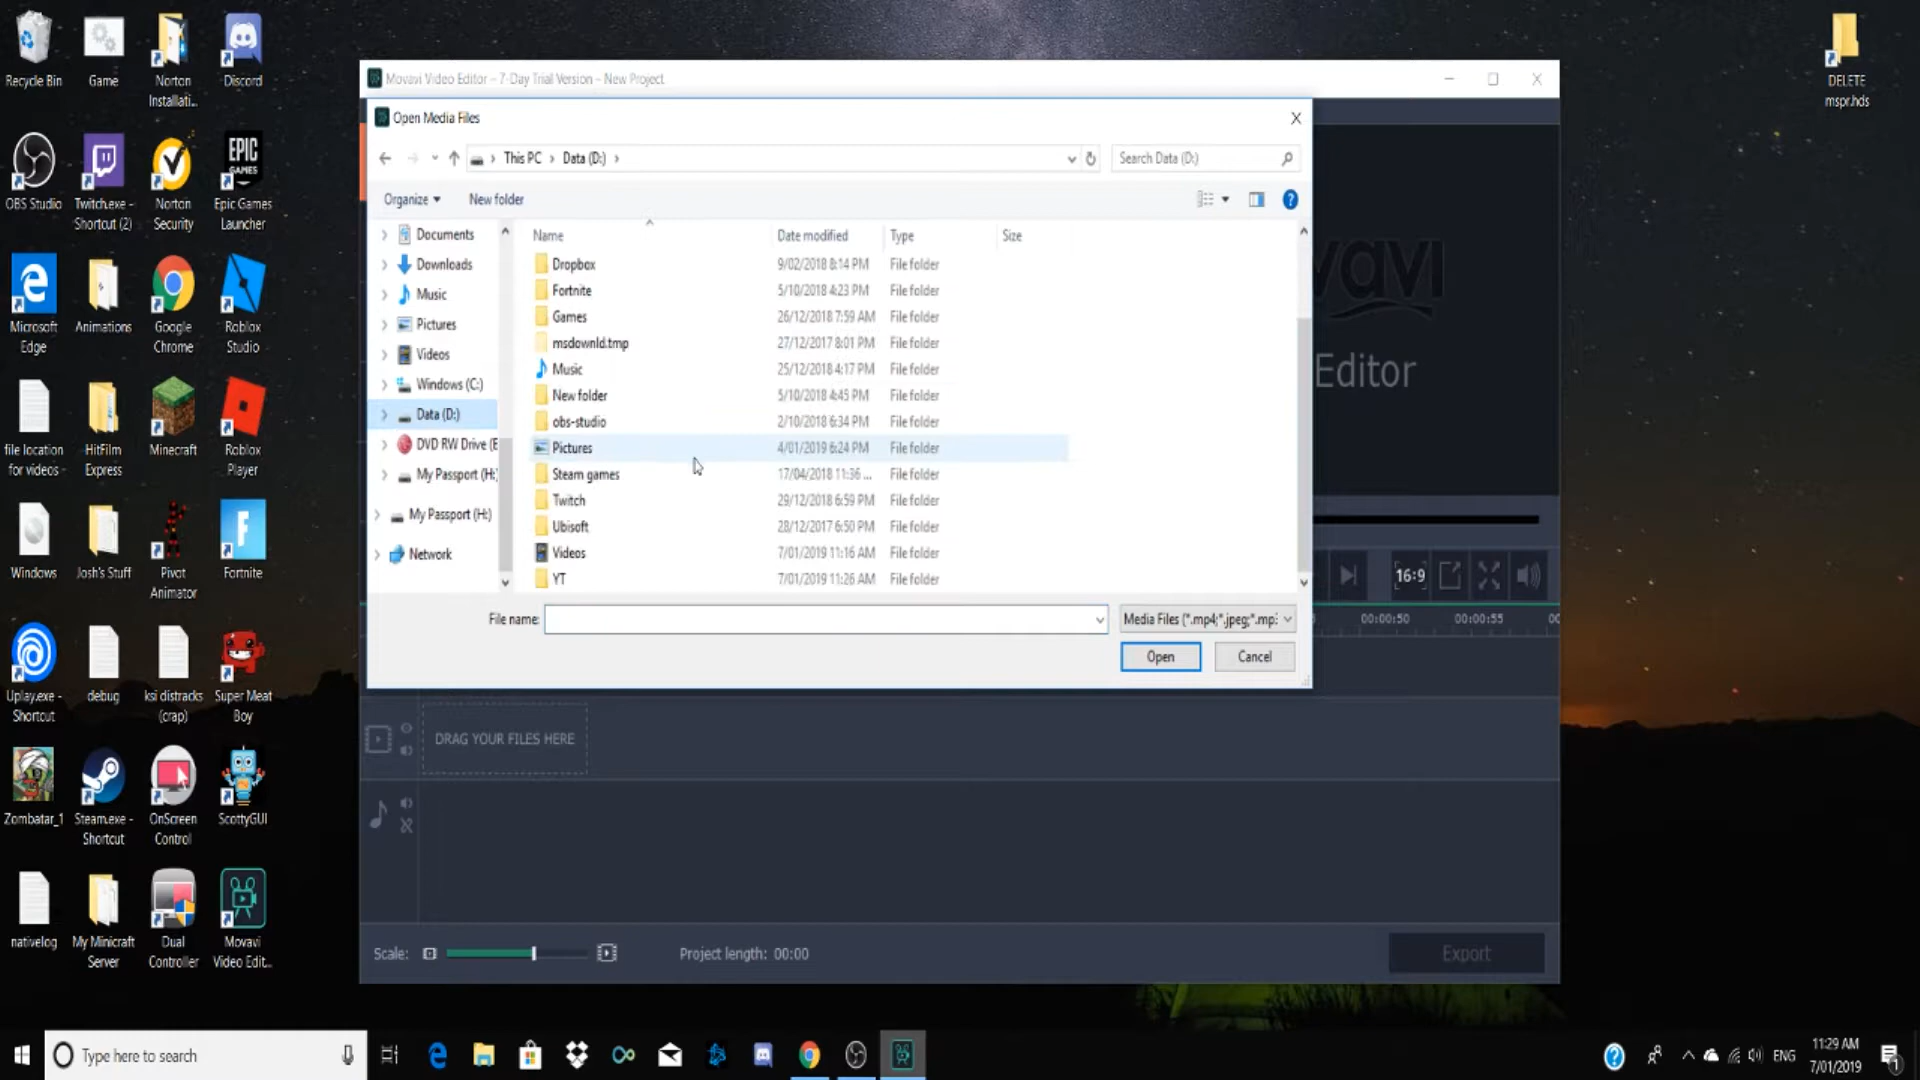 Recycle Bin
Game
Norton
Installati...
Discord
DELETE
mspr.hds
OBS Studio
Twitch.exe -
Shortcut (2)
Norton
Security
EPIC
GAMES
Epic Games
Launcher
Microsoft
Edge
Animations
Google
Chrome
Roblox
Studio
file location
for videos -
HitFilm
Express
Minecraft
Roblox
Player
Windows
Josh's Stuff
Pivot
Animator
Fortnite
Uplay.exe -
Shortcut
debug
ksi distracks
(crap)
Super Meat
Boy
Zombatar_1
Steam.exe -
Shortcut
OnScreen
Control
ScottyGUI
nativelog
My Minicraft
Server
Dual
Controller
Movavi
Video Edit...
Movavi Video Editor – 7-Day Trial Version – New Project
Open Media Files
This PC > Data (D:) >
Search Data (D:)
Organize
New folder
Documents
Downloads
Music
Pictures
Videos
Windows (C:)
Data (D:)
DVD RW Drive (E
My Passport (H:
My Passport (H:)
Network
Name Date modified Type Size
Dropbox 9/02/2018 8:14 PM File folder
Fortnite 5/10/2018 4:23 PM File folder
Games 26/12/2018 7:59 AM File folder
msdownld.tmp 27/12/2017 8:01 PM File folder
Music 25/12/2018 4:17 PM File folder
New folder 5/10/2018 4:45 PM File folder
obs-studio 2/10/2018 6:34 PM File folder
Pictures 4/01/2019 6:24 PM File folder
Steam games 17/04/2018 11:36 ... File folder
Twitch 29/12/2018 6:59 PM File folder
Ubisoft 28/12/2017 6:50 PM File folder
Videos 7/01/2019 11:16 AM File folder
YT 7/01/2019 11:26 AM File folder
File name:
Media Files (*.mp4;*.jpeg;*.mp3
Open
Cancel
vavi
Editor
16:9
00:00:50 00:00:55 00
DRAG YOUR FILES HERE
Scale:
Project length: 00:00
Export
Type here to search
ENG
11:29 AM
7/01/2019
1